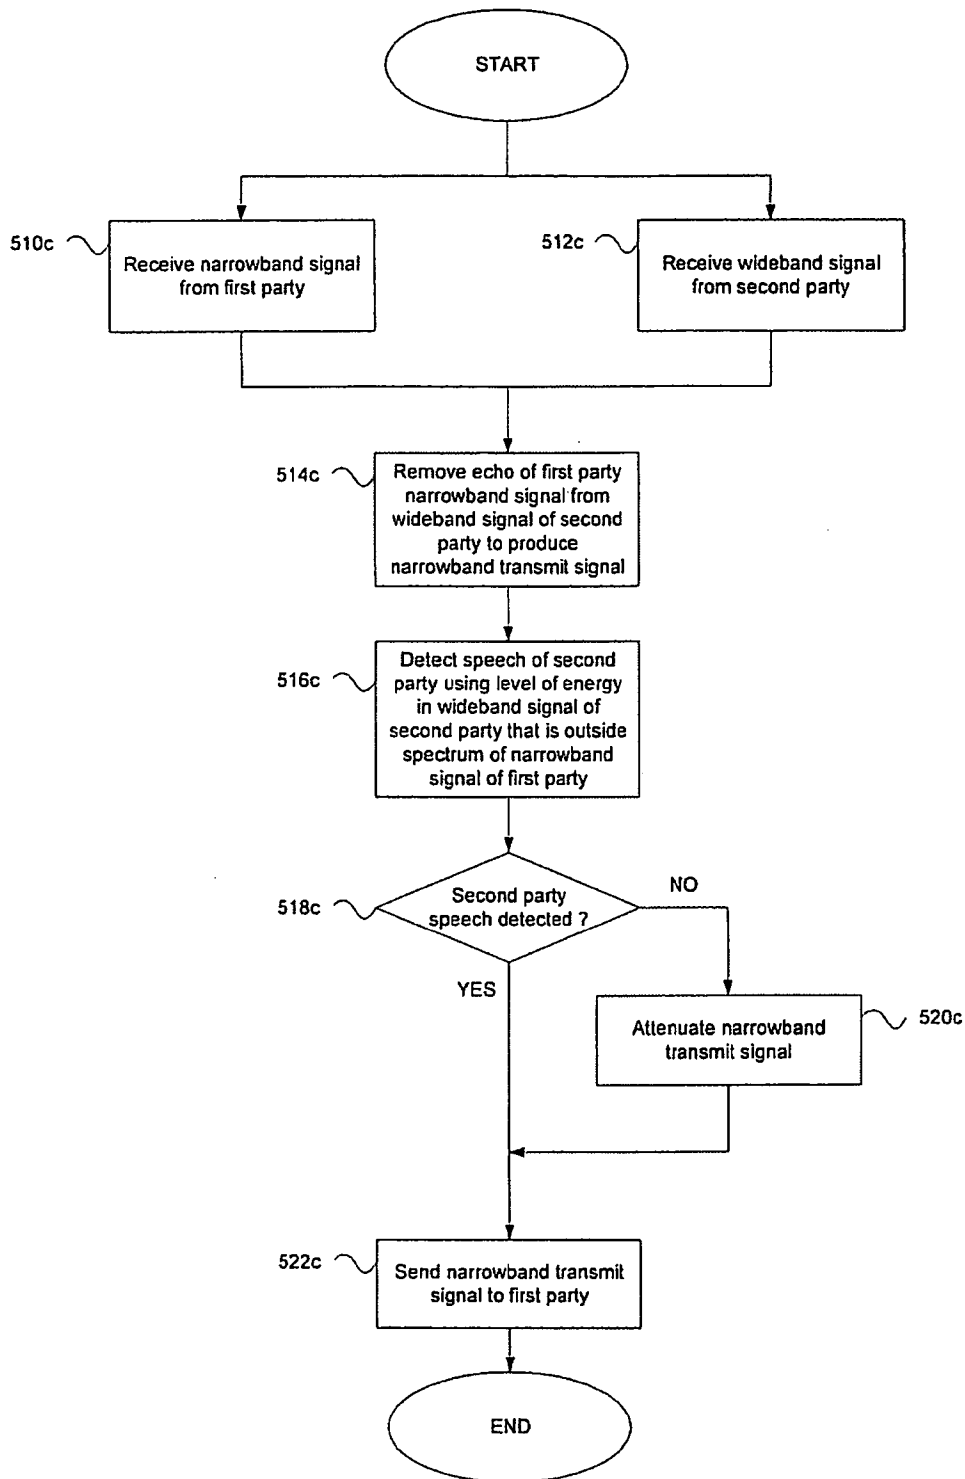 START
510c
Receive narrowband signal
from first party
512c
Receive wideband signal
from second party
514c
Remove echo of first party
narrowband signal from
wideband signal of second
party to produce
narrowband transmit signal
516c
Detect speech of second
party using level of energy
in wideband signal of
second party that is outside
spectrum of narrowband
signal of first party
518c
Second party
speech detected ?
NO
YES
Attenuate narrowband
transmit signal
520c
522c
Send narrowband transmit
signal to first party
END